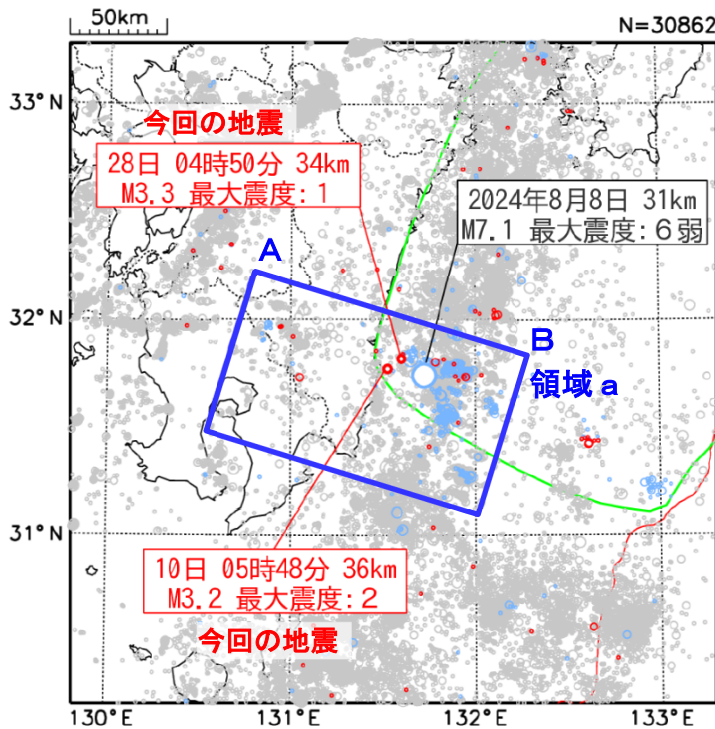 50km
N=30862
33°N
今回の地震
28日 04時50分 34km
M3.3 最大震度:1
2024年8月8日 31km
M7.1 最大震度:6弱
A
32°N
B
領域a
31°N
10日 05時48分 36km
M3.2 最大震度:2
今回の地震
130°E
131°E
132°E
133°E